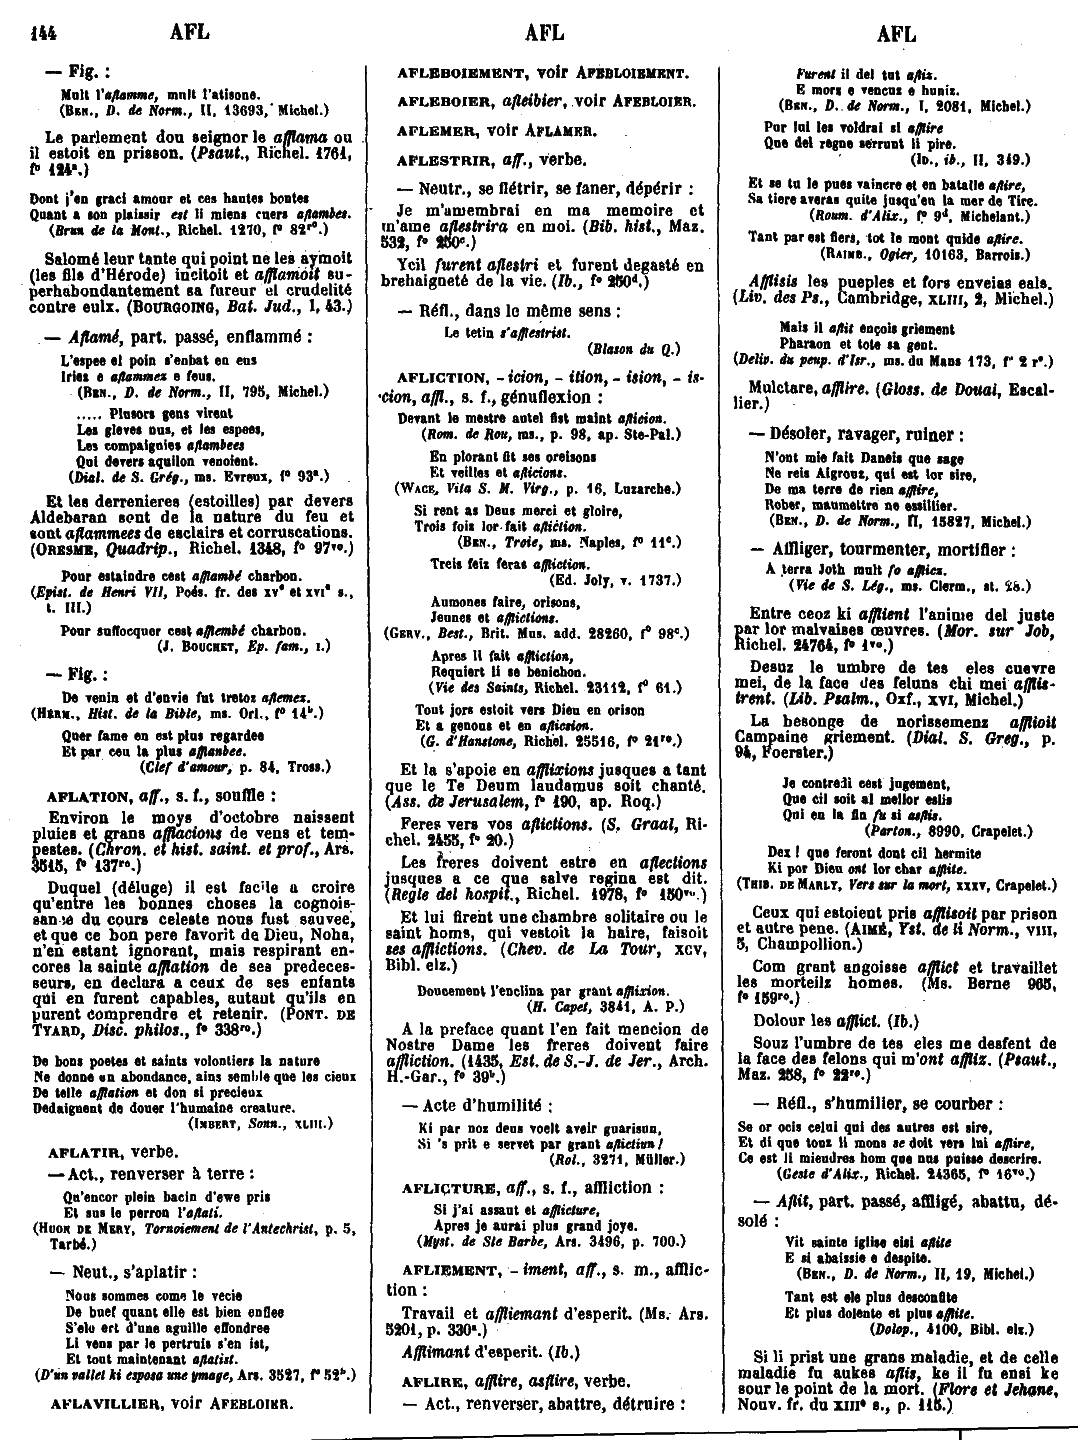 144 AFL AFL AFL
— Fig. :
Mult l'aflamme, mult l'atisone.
(BEN., D. de Norm., II, 13693, Michel.)
Le parlement dou seignor le afflama ou
il estoit en prisson. (Psaut., Richel. 1761,
f° 124ª.)
Dont j'en graci amour et ces hautes bontes
Quant a son plaissir est li miens cuers aflambes.
(Brun de la Mont., Richel. 1270, f° 82ro.)
Salomé leur tante qui point ne les aymoit
(les fils d'Hérode) incitoit et afflamoit su-
perhabondantement sa fureur et crudelité
contre eulx. (BOURGOING, Bat. Jud., I, 43.)
— Aflamé, part. passé, enflammé :
L'espee el poin s'enbat en eus
Iriez e aflammez e feus.
(BEN., D. de Norm., II, 795, Michel.)
..... Plusors gens virent
Les gleves nus, et les espees,
Les compaignies aflambees
Qui devers aquilon venoient.
(Dial. de S. Grég., ms. Evreux, f° 93ª.)
Et les derrenieres (estoilles) par devers
Aldebaran sont de la nature du feu et
sont aflammees de esclairs et corruscations.
(ORESME, Quadrip., Richel. 1348, f° 97vo.)
Pour estaindre cest afflambé charbon.
(Epist. de Henri VII, Poés. fr. des xve et xvie s.,
t. III.)
Pour suffocquer cest aflembé charbon.
(J. BOUCHET, Ep. fam., I.)
— Fig. :
De venin et d'envie fut tretoz aflemez.
(HERM., Hist. de la Bible, ms. Orl., f° 14b.)
Quer fame en est plus regardee
Et par ceu la plus aflanbee.
(Clef d'amour, p. 84, Tross.)
AFLATION, aff., s. f., souffle :
Environ le moys d'octobre naissent
pluies et grans afflacions de vens et tem-
pestes. (Chron. et hist. saint. et prof., Ars.
3515, f° 137ro.)
Duquel (déluge) il est facile a croire
qu'entre les bonnes choses la cognois-
sance du cours celeste nous fust sauvee,
et que ce bon pere favorit de Dieu, Noha,
n'en estant ignorant, mais respirant en-
cores la sainte afflation de ses predeces-
seurs, en declara a ceux de ses enfants
qui en furent capables, autaut qu'ils en
purent comprendre et retenir. (PONT. DE
TYARD, Disc. philos., f° 338ro.)
De bons poetes et saints volontiers la nature
Ne donne en abondance, ains semble que les cieux
De telle afflation et don si precieux
Dedaignent de douer l'humaine creature.
(IMBERT, Sonn., XLIII.)
AFLATIR, verbe.
— Act., renverser à terre :
Qu'encor plein bacin d'ewe pris
Et sus le perron l'aflati.
(HUON DE MERY, Tornoiement de l'Antechrist, p. 5,
Tarbé.)
— Neut., s'aplatir :
Nous sommes come le vecie
De buef quant elle est bien enflee
S'elo ert d'une aguille effondree
Li vens par le pertruis s'en ist,
Et tout maintenant aflatist.
(D'un vallet ki esposa une ymage, Ars. 3527, f° 52b.)
AFLAVILLIER, voir AFEBLOIER.
AFLEBOIEMENT, voir AFEBLOIEMENT.
AFLEBOIER, afleibier, voir AFEBLOIER.
AFLEMER, voir AFLAMER.
AFLESTRIR, aff., verbe.
— Neutr., se flétrir, se faner, dépérir :
Je m'amembrai en ma memoire et
m'ame aflestrira en moi. (Bib. hist., Maz.
532, f° 250c.)
Ycil furent aflestri et furent degasté en
brehaigneté de la vie. (Ib., f° 250d.)
— Réfl., dans le même sens :
Le tetin s'afflestrist.
(Blason du Q.)
AFLICTION, - icion, - ition, - ision, - is-
cion, affl., s. f., génuflexion :
Devant le mestre autel fist maint aflicion.
(Rom. de Rou, ms., p. 98, ap. Ste-Pal.)
En plorant fit ses oreisons
Et veilles et aflicions.
(WACE, Vita S. M. Virg., p. 16, Luzarche.)
Si rent as Deus merci et gloire,
Trois fois lor fait afliction.
(BEN., Troie, ms. Naples, f° 11c.)
Treis feiz feras affliction.
(Ed. Joly, v. 1737.)
Aumones faire, orisons,
Jeunes et afflictions.
(GERV., Best., Brit. Mus. add. 28260, f° 98c.)
Apres li fait affliction,
Requiert li se benichon.
(Vie des Saints, Richel. 23112, f° 61.)
Tout jors estoit vers Dieu en orison
Et a genous et en afliction.
(G. d'Hanstone, Richel. 25516, f° 21ro.)
Et la s'apoie en afflixions jusques a tant
que le Te Deum laudamus soit chanté.
(Ass. de Jerusalem, f° 190, ap. Roq.)
Feres vers vos aflictions. (S. Graal, Ri-
chel. 2455, f° 20.)
Les freres doivent estre en aflections
jusques a ce que salve regina est dit.
(Regle del hospit., Richel. 1978, f° 150vo.)
Et lui firent une chambre solitaire ou le
saint homs, qui vestoit la haire, faisoit
ses afflictions. (Chev. de La Tour, XCV,
Bibl. elz.)
Doucement l'enclina par grant afflixion.
(H. Capet, 3841, A. P.)
A la preface quant l'en fait mencion de
Nostre Dame les freres doivent faire
affliction. (1435, Est. de S.-J. de Jer., Arch.
H.-Gar., f° 39b.)
— Acte d'humilité :
Ki par noz deus voelt aveir guarisun,
Si 's prit e servet par grant aflictiun !
(Rol., 3271, Müller.)
AFLICTURE, aff., s. f., affliction :
Si j'ai assaut et afflicture,
Apres je aurai plus grand joye.
(Myst. de Ste Barbe, Ars. 3496, p. 700.)
AFLIEMENT, - iment, aff., s. m., afflic-
tion :
Travail et affliemant d'esperit. (Ms. Ars.
5201, p. 330ª.)
Afflimant d'esperit. (Ib.)
AFLIRE, afflire, asflire, verbe.
— Act., renverser, abattre, détruire :
Furent il del tut aflis.
E mors e vencuz e huniz.
(BEN., D. de Norm., I, 2081, Michel.)
Por lui les voldrai si afflire
Que del regne serrunt li pire.
(ID., ib., II, 349.)
Et se tu le pues vaincre et en bataille aflire,
Sa tiere averas quite jusqu'en la mer de Tire.
(Roum. d'Alix., f° 9d, Michelant.)
Tant par est fiers, tot le mont quide aflire.
(RAIMB., Ogier, 10163, Barrois.)
Afflisis les pueples et fors enveias eals.
(Liv. des Ps., Cambridge, XLIII, 2, Michel.)
Mais il aflit ençois griement
Pharaon et tote sa gent.
(Deliv. du peup. d'Isr., ms. du Mans 173, f° 2 r°.)
Mulctare, afflire. (Gloss. de Douai, Escal-
lier.)
— Désoler, ravager, ruiner :
N'ont mie fait Daneis que sage
Ne reis Aigrouz, qui est lor sire,
De ma terre de rien afflire,
Rober, maumettre ne essillier.
(BEN., D. de Norm., II, 15827, Michel.)
— Affliger, tourmenter, mortifier :
A terra Joth mult fo afflicz.
(Vie de S. Lég., ms. Clerm., st. 28.)
Entre ceoz ki afflient l'anime del juste
par lor malvaises œuvres. (Mor. sur Job,
Richel. 24764, f° 1vo.)
Desuz le umbre de tes eles cuevre
mei, de la face des feluns chi mei afflis-
trent. (Lib. Psalm., Oxf., XVI, Michel.)
La besonge de norissemenz afflioit
Campaine griement. (Dial. S. Greg., p.
94, Foerster.)
Je contredi cest jugement,
Que cil soit al mellor eslis
Qui en la fin fu si asflis.
(Parton., 8990, Crapelet.)
Dex ! que feront dont cil hermite
Ki por Dieu ont lor char afflite.
(THIB. DE MARLY, Vers sur la mort, XXXV, Crapelet.)
Ceux qui estoient pris afflisoit par prison
et autre pene. (AIMÉ, Yst. de li Norm., VIII,
5, Champollion.)
Com grant angoisse afflict et travaillet
les morteilz homes. (Ms. Berne 965,
f° 159ro.)
Dolour les afflict. (Ib.)
Souz l'umbre de tes eles me desfent de
la face des felons qui m'ont affliz. (Psaut.,
Maz. 258, f° 22ro.)
— Réfl., s'humilier, se courber :
Se or ocis celui qui des autres est sire,
Et di que touz li mons se doit vers lui afflire,
Ce est li mieudres hom que nus puisse descrire.
(Geste d'Alix., Richel. 24365, f° 16vo.)
— Aflit, part. passé, affligé, abattu, dé-
solé :
Vit sainte iglise eisi aflite
E si abaissie e despite.
(BEN., D. de Norm., II, 19, Michel.)
Tant est ele plus desconfite
Et plus dolente et plus afflite.
(Dolop., 4100, Bibl. elz.)
Si li prist une grans maladie, et de celle
maladie fu aukes aflis, ke il fu ensi ke
sour le point de la mort. (Flore et Jehane,
Nouv. fr. du XIIIe s., p. 115.)